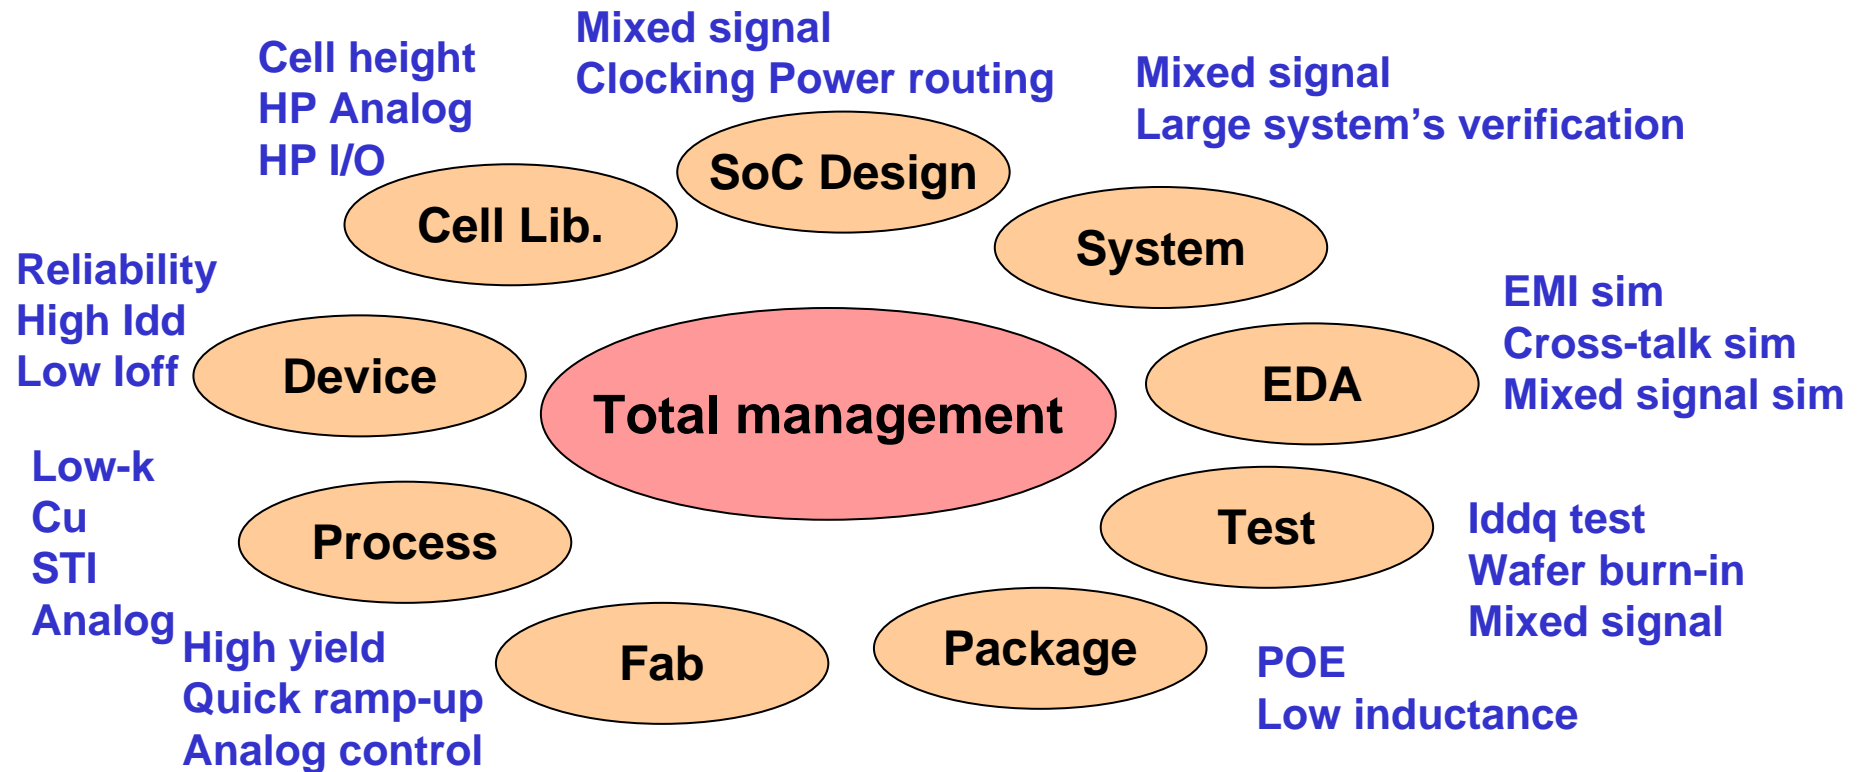 Mixed signal
Clocking Power routing
Cell height
HP Analog
HP I/O
Mixed signal
Large system's verification
SoC Design
Cell Lib.
System
Reliability
High Idd
Low Ioff
Device
Total management
EDA
EMI sim
Cross-talk sim
Mixed signal sim
Low-k
Cu
STI
Analog
Process
Test
Iddq test
Wafer burn-in
Mixed signal
High yield
Quick ramp-up
Analog control
Fab
Package
POE
Low inductance